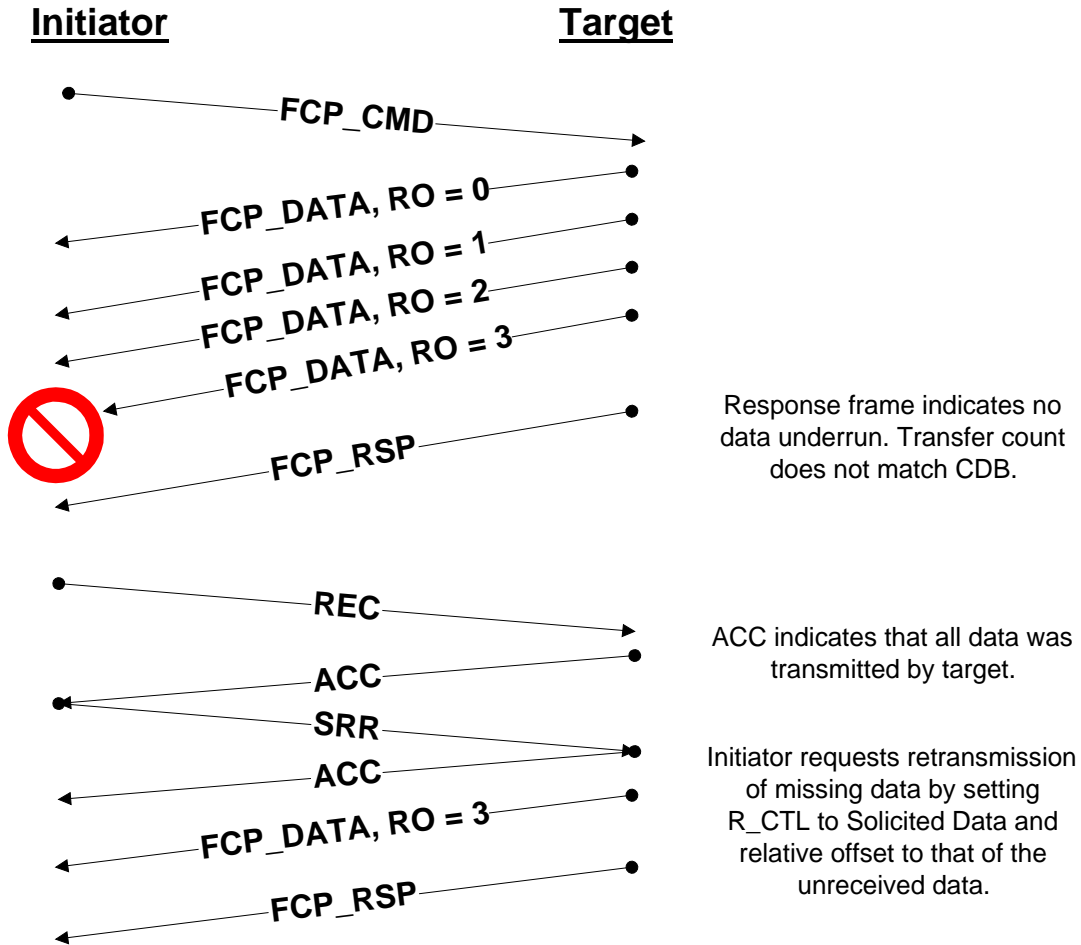 Initiator
Target
FCP_CMD
FCP_DATA, RO = 0
FCP_DATA, RO = 1
FCP_DATA, RO = 2
FCP_DATA, RO = 3
Response frame indicates no
data underrun. Transfer count
does not match CDB.
FCP_RSP
REC
ACC indicates that all data was
transmitted by target.
ACC
SRR
ACC
Initiator requests retransmission
of missing data by setting
R_CTL to Solicited Data and
relative offset to that of the
unreceived data.
FCP_DATA, RO = 3
FCP_RSP